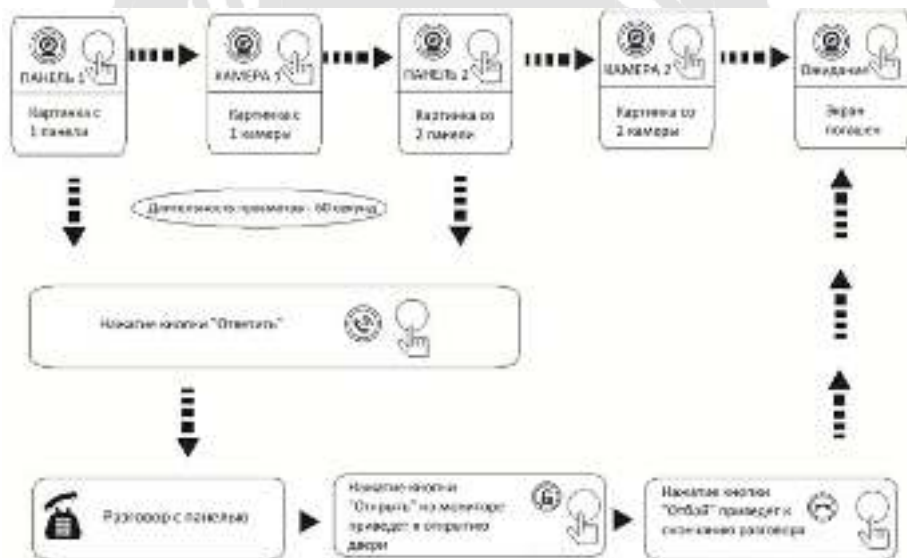 ПАНЕЛЬ 1
КАМЕРА 1
ПАНЕЛЬ 2
КАМЕРА 2
Ожидание
Картинка с
1 панели
Картинка с
1 камеры
Картинка со
2 панели
Картинка со
2 камеры
Экран
погашен
Длительность просмотра - 60 секунд
Нажатие кнопки "Ответить"
Разговор с панелью
Нажатие кнопки
"Открыть" на мониторе
приведет к открытию
двери
Нажатие кнопки
"Отбой" приведет к
окончанию разговора